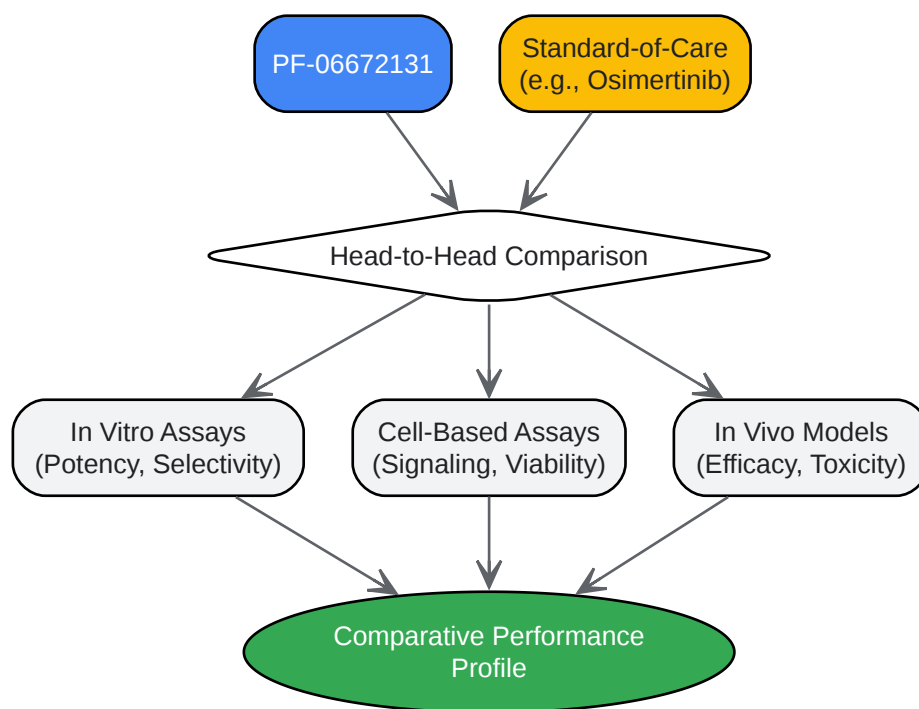 PF-06672131
Standard-of-Care
(e.g., Osimertinib)
Head-to-Head Comparison
In Vitro Assays
(Potency, Selectivity)
Cell-Based Assays
(Signaling, Viability)
In Vivo Models
(Efficacy, Toxicity)
Comparative Performance
Profile